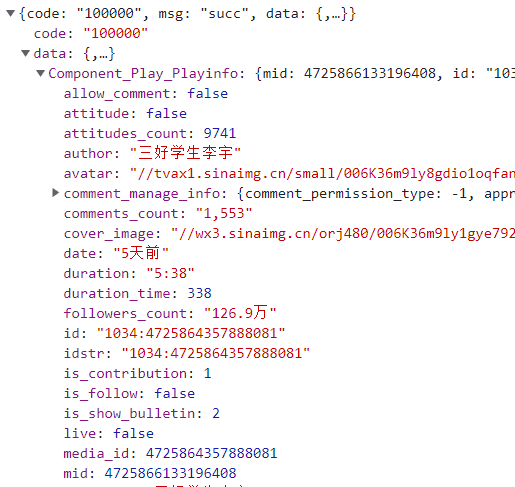 {code: "100000", msg: "succ", data: {,…}}
code: "100000"
data: {,…}
Component_Play_Playinfo: {mid: 4725866133196408, id: "103
allow_comment: false
attitude: false
attitudes_count: 9741
author: "三好学生李宇"
avatar: "//tvax1.sinaimg.cn/small/006K36m9ly8gdio1oqfan
comment_manage_info: {comment_permission_type: -1, appr
comments_count: "1,553"
cover_image: "//wx3.sinaimg.cn/orj480/006K36m9ly1gye792
date: "5天前"
duration: "5:38"
duration_time: 338
followers_count: "126.9万"
id: "1034:4725864357888081"
idstr: "1034:4725864357888081"
is_contribution: 1
is_follow: false
is_show_bulletin: 2
live: false
media_id: 4725864357888081
mid: 4725866133196408